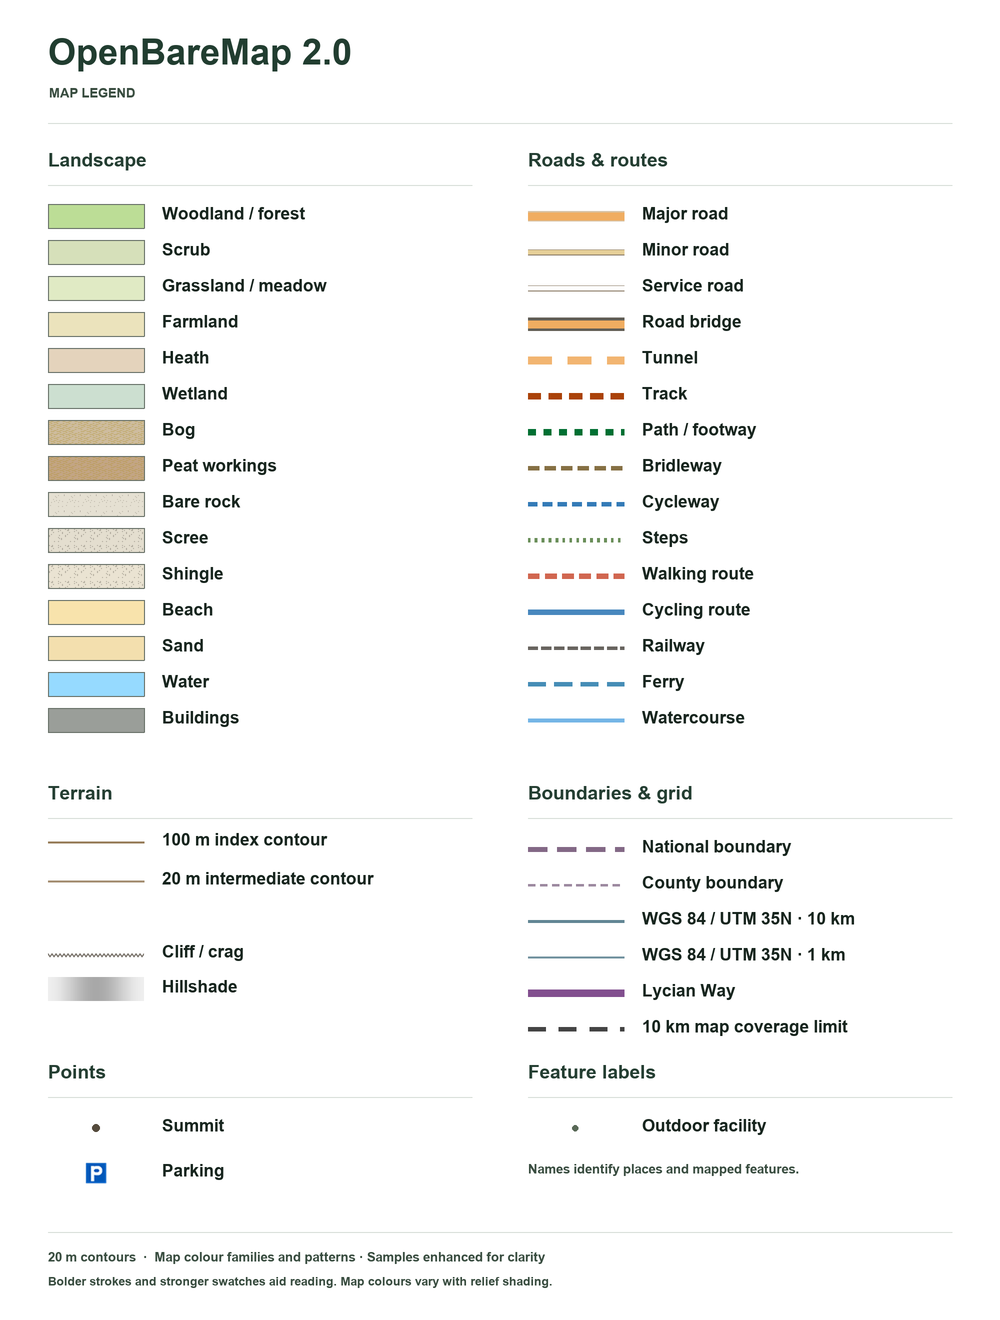 OpenBareMap 2.0
MAP LEGEND
Landscape
Woodland / forest
Scrub
Grassland / meadow
Farmland
Heath
Wetland
Bog
Peat workings
Bare rock
Scree
Shingle
Beach
Sand
Water
Buildings
Roads & routes
Major road
Minor road
Service road
Road bridge
Tunnel
Track
Path / footway
Bridleway
Cycleway
Steps
Walking route
Cycling route
Railway
Ferry
Watercourse
Terrain
100 m index contour
20 m intermediate contour
Cliff / crag
Hillshade
Boundaries & grid
National boundary
County boundary
WGS 84 / UTM 35N · 10 km
WGS 84 / UTM 35N · 1 km
Lycian Way
10 km map coverage limit
Points
Summit
P
Parking
Feature labels
Outdoor facility
Names identify places and mapped features.
20 m contours · Map colour families and patterns · Samples enhanced for clarity
Bolder strokes and stronger swatches aid reading. Map colours vary with relief shading.